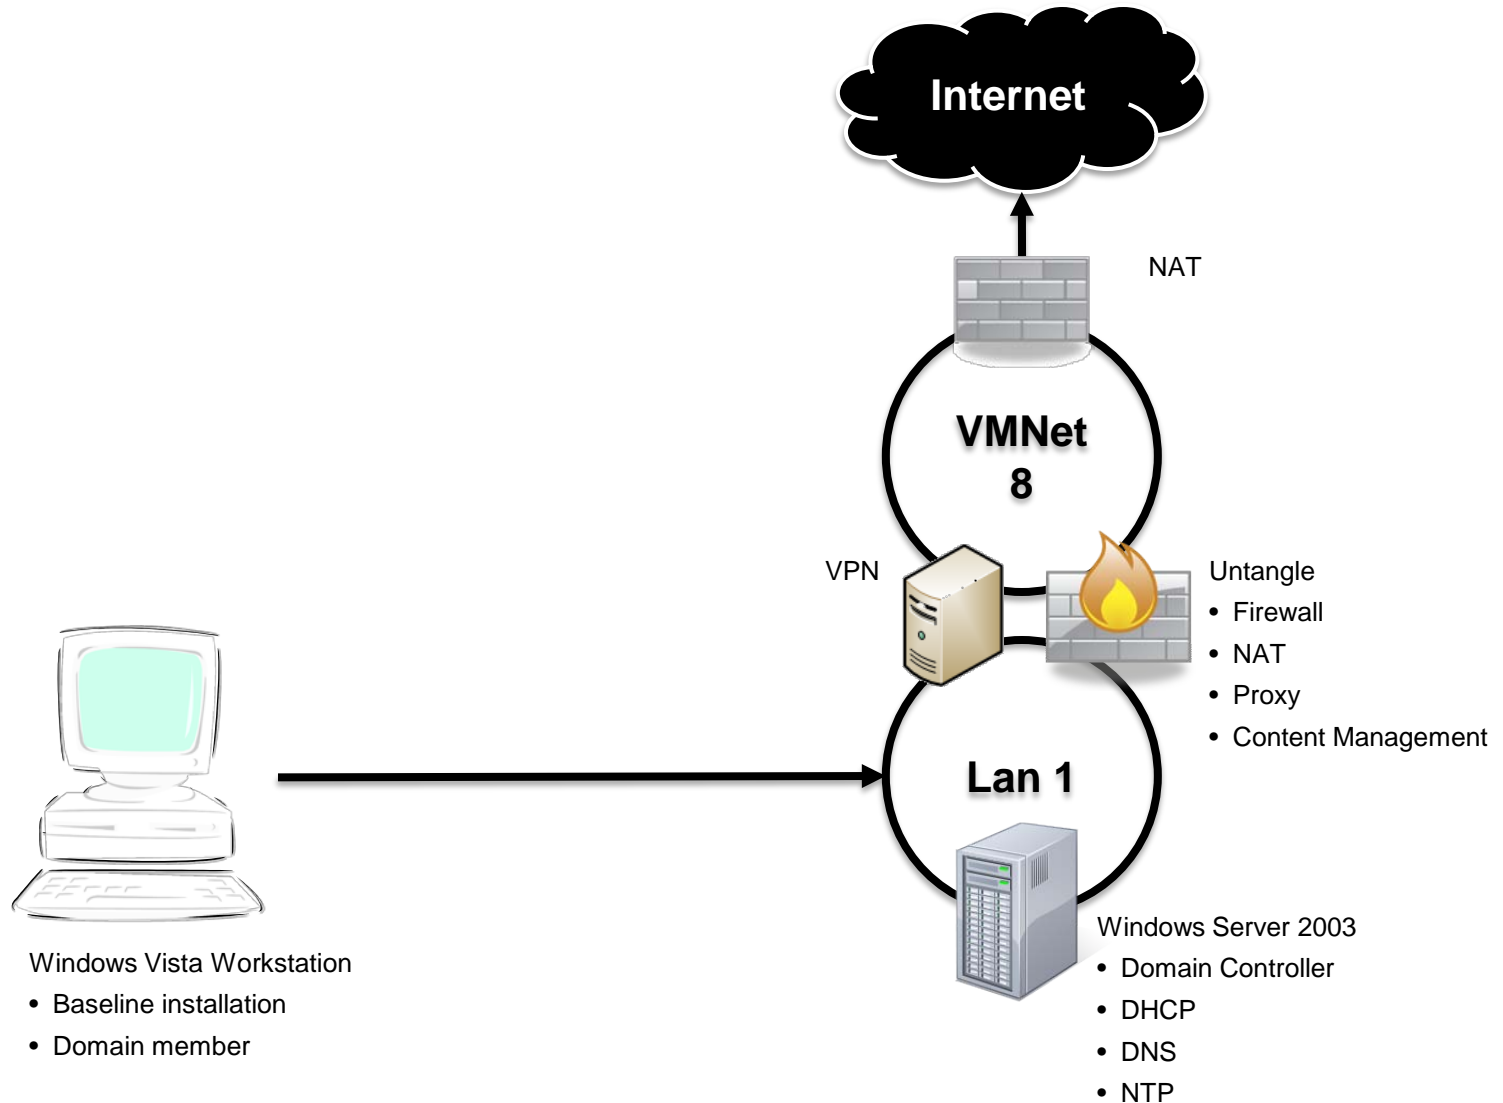 Internet
NAT
VMNet
8
VPN
Untangle
• Firewall
• NAT
• Proxy
• Content Management
Lan 1
Windows Vista Workstation
• Baseline installation
• Domain member
Windows Server 2003
• Domain Controller
• DHCP
• DNS
• NTP